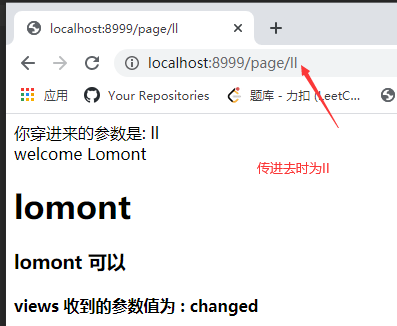 localhost:8999/page/ll
localhost:8999/page/ll
应用
Your Repositories
题库 - 力扣 (LeetC...
你穿进来的参数是: ll
welcome Lomont
传进去时为ll
lomont
lomont 可以
views 收到的参数值为 : changed